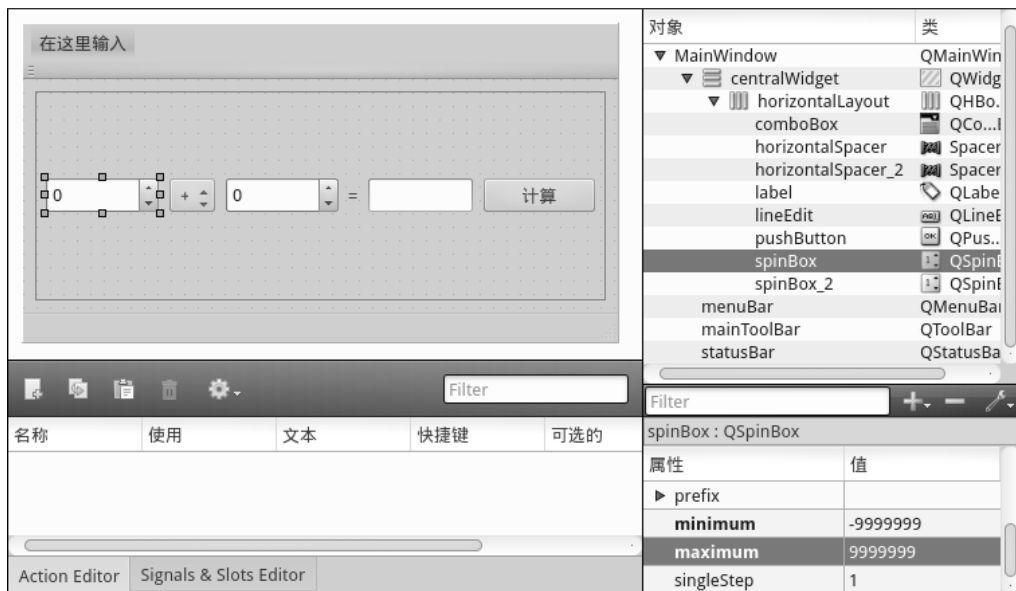 在这里输入
0
+
0
=
计算
Filter
名称 使用 文本 快捷键 可选的
Action Editor Signals & Slots Editor
对象 类
MainWindow QMainWin
centralWidget QWidg
horizontalLayout QHBo.
comboBox QCo...
horizontalSpacer Spacer
horizontalSpacer_2 Spacer
label QLabe
lineEdit QLineE
pushButton QPus..
spinBox QSpinE
spinBox_2 QSpinE
menuBar QMenuBar
mainToolBar QToolBar
statusBar QStatusBa
Filter
spinBox : QSpinBox
属性 值
prefix
minimum -9999999
maximum 9999999
singleStep 1